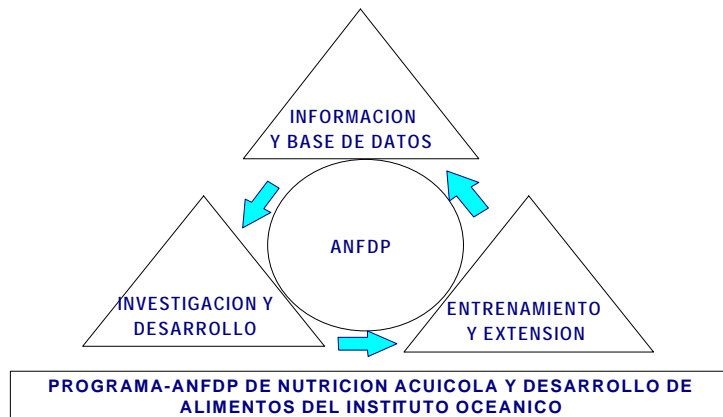 INFORMACION
Y BASE DE DATOS
ANFDP
INVESTIGACION Y
DESARROLLO
ENTRENAMIENTO
Y EXTENSION
PROGRAMA-ANFDP DE NUTRICION ACUICOLA Y DESARROLLO DE
ALIMENTOS DEL INSTITUTO OCEANICO